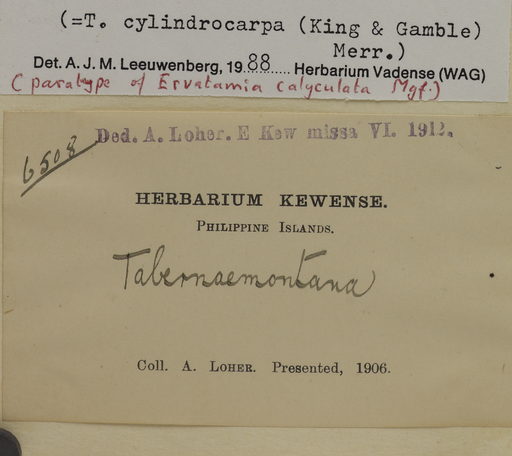 (=T. cylindrocarpa (King & Gamble)
Merr.)
Det. A. J. M. Leeuwenberg, 1988 Herbarium Vadense (WAG)
(paratype of Ervatamia calyculata Mgf.)
Ded. A. Loher. E Kew missa VI. 1912.
6508
HERBARIUM KEWENSE.
PHILIPPINE ISLANDS.
Tabernaemontana
Coll. A. LOHER. Presented, 1906.